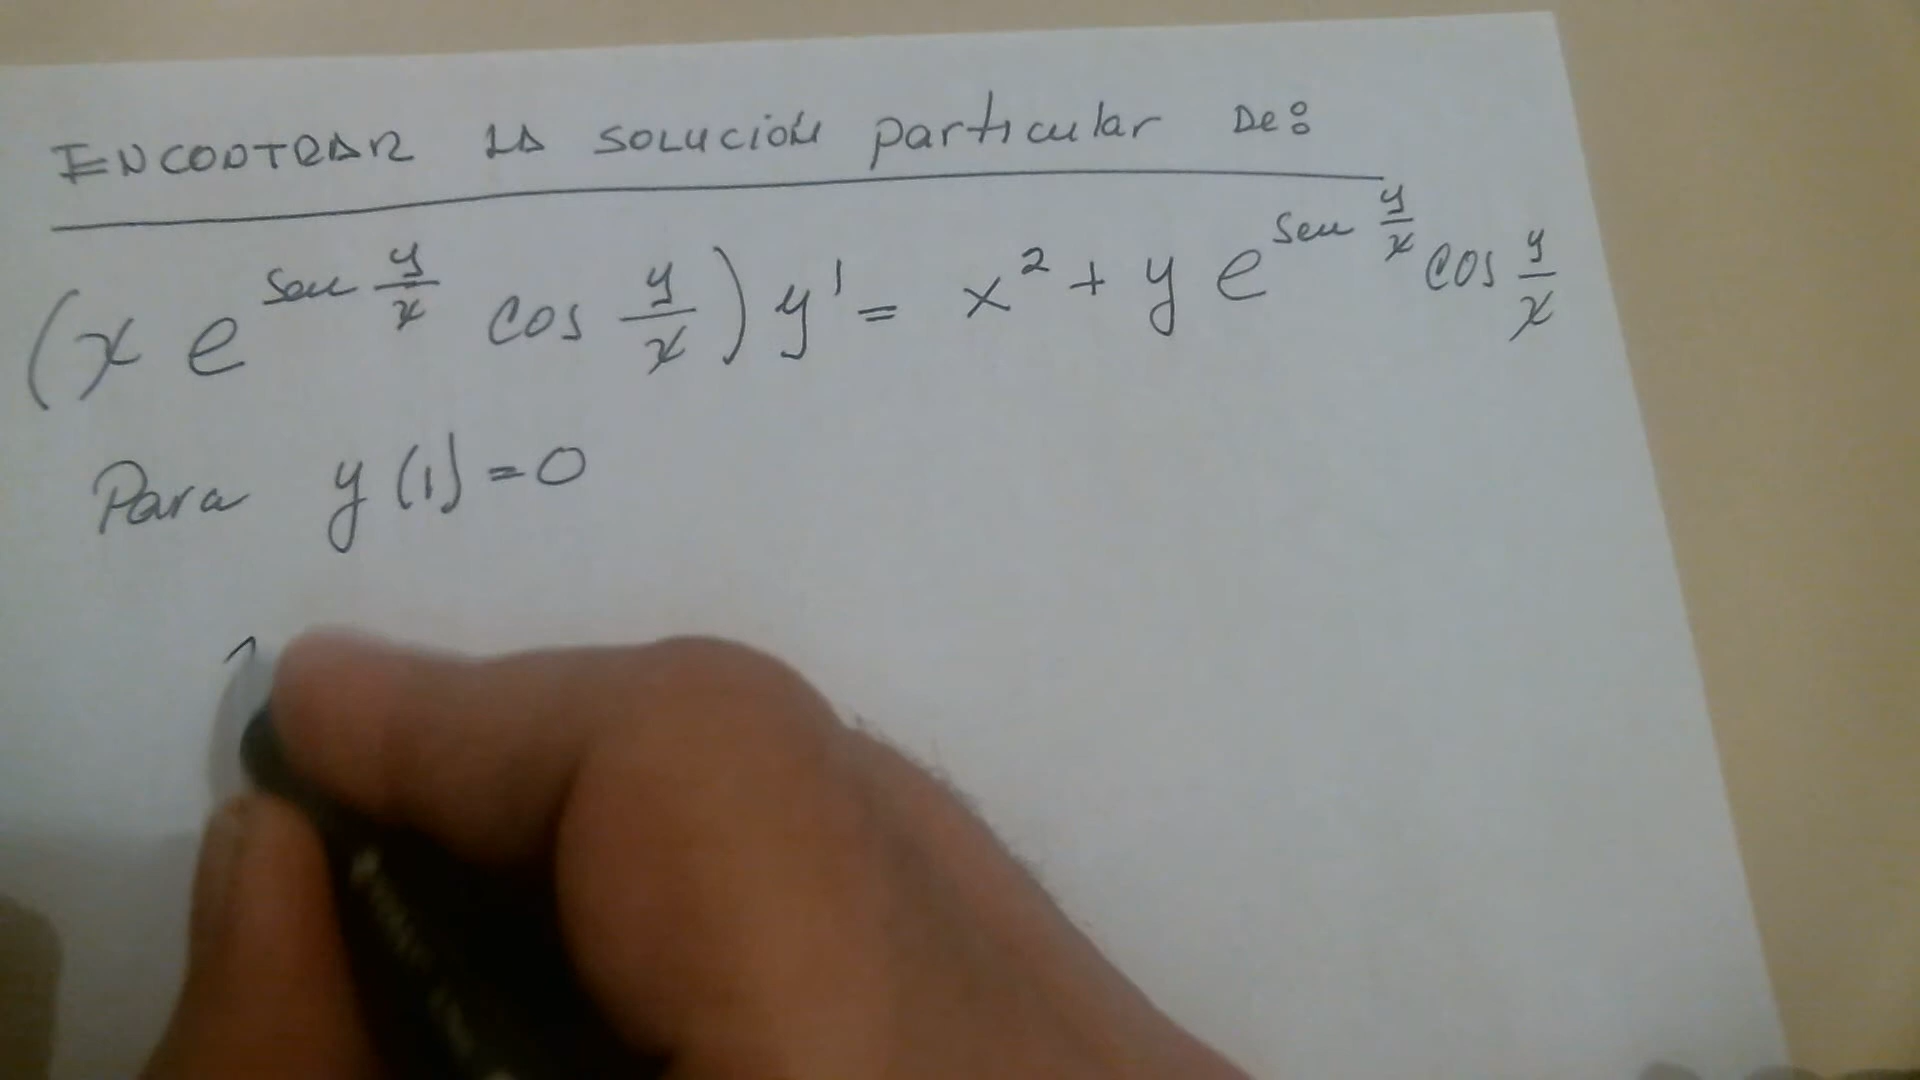 ENCONTRAR LA SOLUCIÓN particular De:
(x e^{sen y/x} cos y/x) y' = x² + y e^{sen y/x} cos y/x
Para y(1)=0